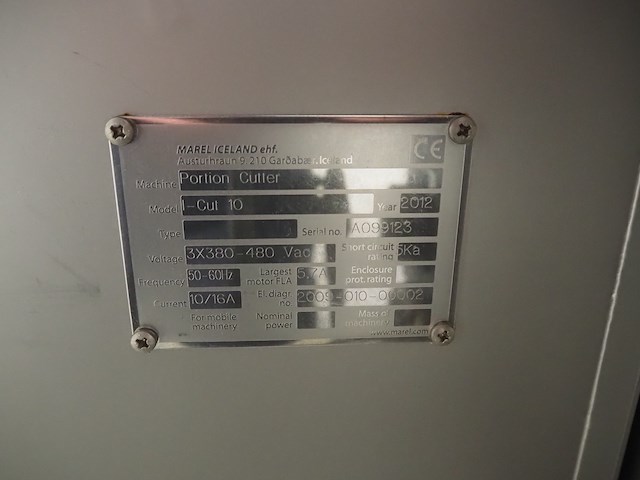 MAREL ICELAND ehf.
Austurhraun 9, 210 Garðabær, Iceland
CE
Machine Portion Cutter
Model I-Cut 10 Year 2012
Type Serial no. A099123
Voltage 3X380-480 Vac Short circuit rating 5Ka
Frequency 50-60Hz Largest motor FLA 5,7A Enclosure prot.rating
Current 10/16A El.diagr. no 2609-010-00002
For mobile machinery Nominal power Mass of machinery
www.marel.com